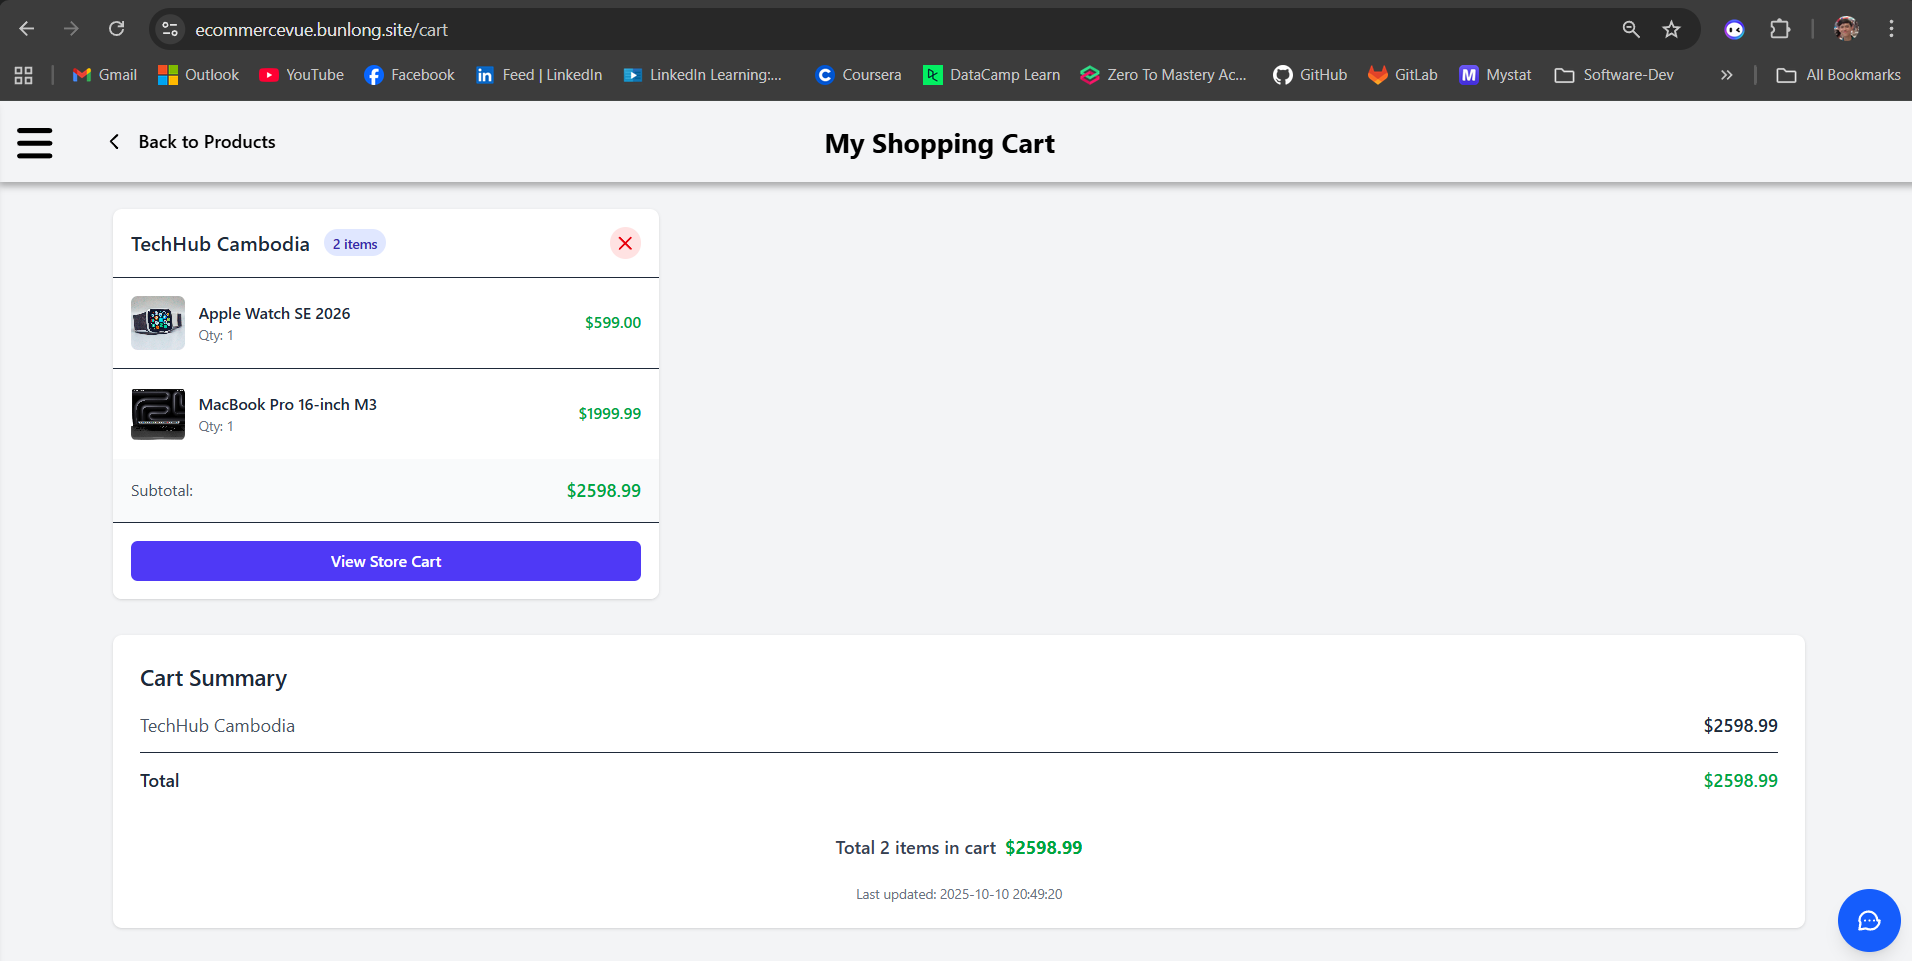 ecommercevue.bunlong.site/cart
Gmail
Outlook
YouTube
Facebook
Feed | LinkedIn
LinkedIn Learning:...
Coursera
DataCamp Learn
Zero To Mastery Ac...
GitHub
GitLab
Mystat
Software-Dev
All Bookmarks
Back to Products
My Shopping Cart
TechHub Cambodia 2 items
Apple Watch SE 2026
Qty: 1
$599.00
MacBook Pro 16-inch M3
Qty: 1
$1999.99
Subtotal: $2598.99
View Store Cart
Cart Summary
TechHub Cambodia $2598.99
Total $2598.99
Total 2 items in cart $2598.99
Last updated: 2025-10-10 20:49:20